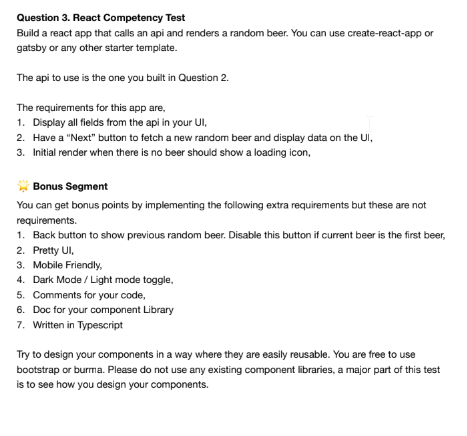 Question 3. React Competency Test
Build a react app that calls an api and renders a random beer. You can use create-react-app or
gatsby or any other starter template.
The api to use is the one you built in Question 2.
The requirements for this app are,
1. Display all fields from the api in your UI,
2. Have a “Next” button to fetch a new random beer and display data on the UI,
3. Initial render when there is no beer should show a loading icon,
Bonus Segment
You can get bonus points by implementing the following extra requirements but these are not
requirements.
1. Back button to show previous random beer. Disable this button if current beer is the first beer,
2. Pretty UI,
3. Mobile Friendly,
4. Dark Mode / Light mode toggle,
5. Comments for your code,
6. Doc for your component Library
7. Written in Typescript
Try to design your components in a way where they are easily reusable. You are free to use
bootstrap or burma. Please do not use any existing component libraries, a major part of this test
is to see how you design your components.